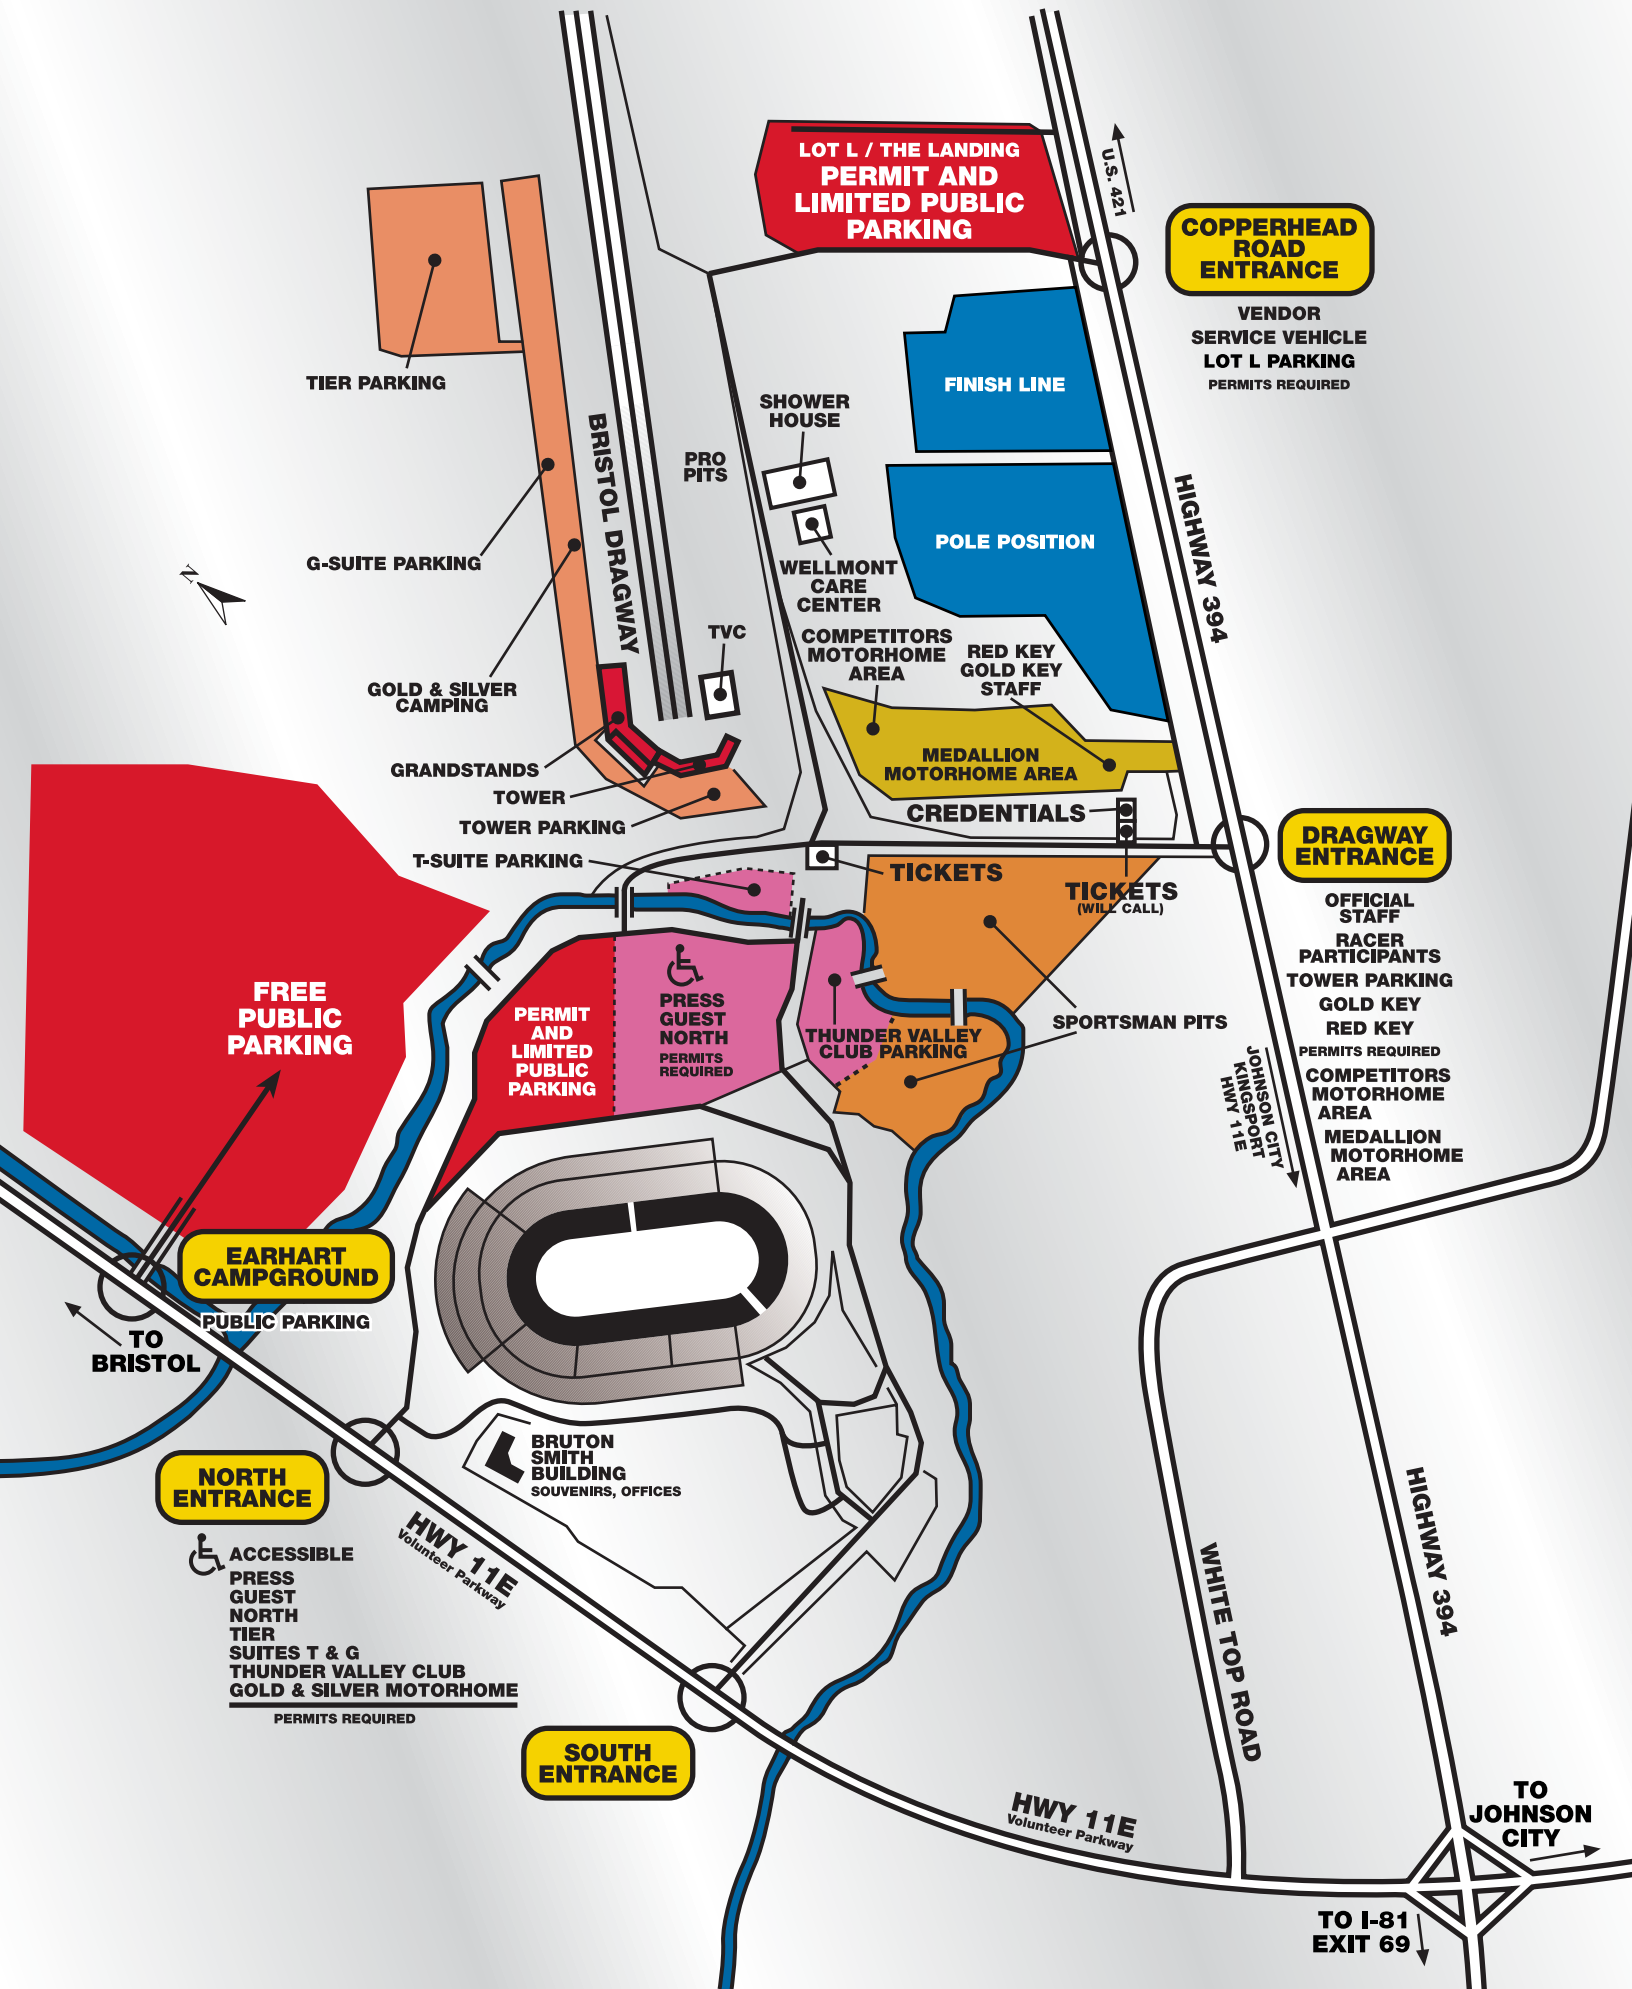 LOT L / THE LANDING
PERMIT AND
LIMITED PUBLIC
PARKING
U.S. 421
COPPERHEAD
ROAD
ENTRANCE
VENDOR
SERVICE VEHICLE
LOT L PARKING
PERMITS REQUIRED
TIER PARKING
FINISH LINE
SHOWER
HOUSE
BRISTOL DRAGWAY
PRO
PITS
HIGHWAY 394
POLE POSITION
G-SUITE PARKING
N
WELLMONT
CARE
CENTER
TVC
COMPETITORS
MOTORHOME
AREA
RED KEY
GOLD KEY
STAFF
GOLD & SILVER
CAMPING
MEDALLION
MOTORHOME AREA
GRANDSTANDS
TOWER
TOWER PARKING
CREDENTIALS
T-SUITE PARKING
TICKETS
TICKETS
(WILL CALL)
DRAGWAY
ENTRANCE
OFFICIAL
STAFF
RACER
PARTICIPANTS
TOWER PARKING
GOLD KEY
RED KEY
PERMITS REQUIRED
COMPETITORS
MOTORHOME
AREA
MEDALLION
MOTORHOME
AREA
FREE
PUBLIC
PARKING
PERMIT
AND
LIMITED
PUBLIC
PARKING
PRESS
GUEST
NORTH
PERMITS
REQUIRED
THUNDER VALLEY
CLUB PARKING
SPORTSMAN PITS
JOHNSON CITY
KINGSPORT
HWY 11E
EARHART
CAMPGROUND
PUBLIC PARKING
TO
BRISTOL
NORTH
ENTRANCE
ACCESSIBLE
PRESS
GUEST
NORTH
TIER
SUITES T & G
THUNDER VALLEY CLUB
GOLD & SILVER MOTORHOME
PERMITS REQUIRED
BRUTON
SMITH
BUILDING
SOUVENIRS, OFFICES
HWY 11E
Volunteer Parkway
SOUTH
ENTRANCE
WHITE TOP ROAD
HIGHWAY 394
HWY 11E
Volunteer Parkway
TO
JOHNSON
CITY
TO I-81
EXIT 69